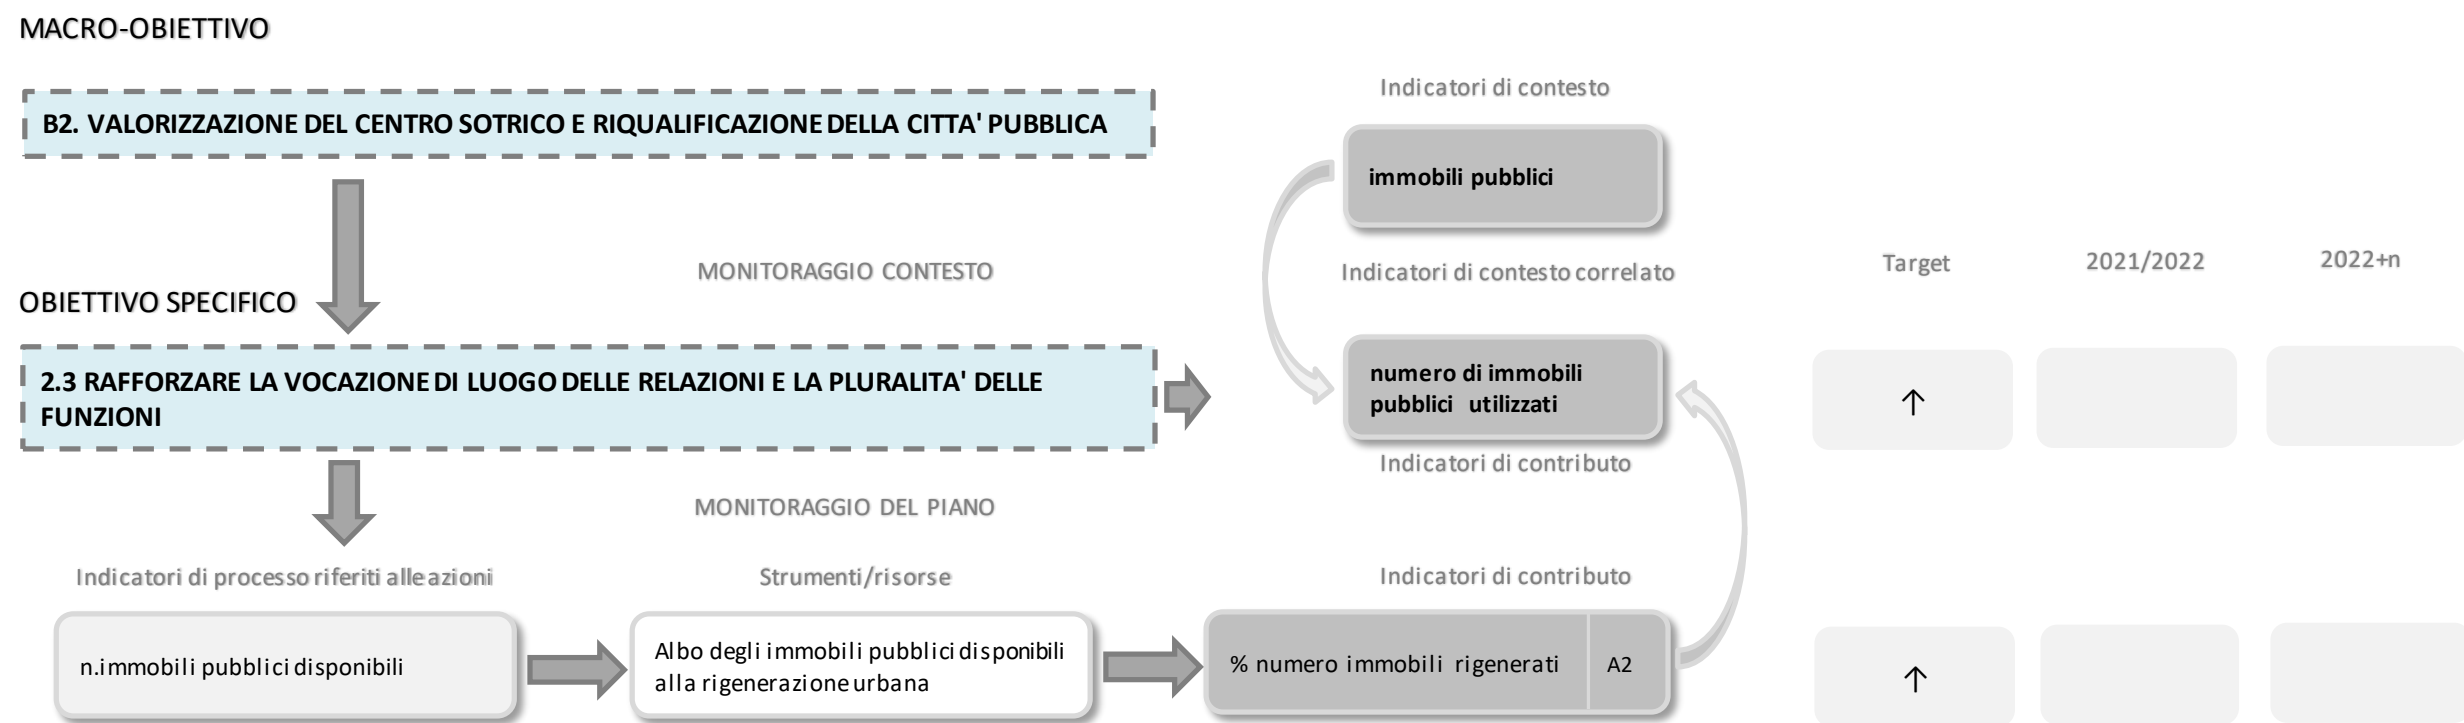 MACRO-OBIETTIVO
Indicatori di contesto
B2. VALORIZZAZIONE DEL CENTRO SOTRICO E RIQUALIFICAZIONE DELLA CITTA' PUBBLICA
immobili pubblici
MONITORAGGIO CONTESTO
Indicatori di contesto correlato
Target
2021/2022
2022+n
OBIETTIVO SPECIFICO
2.3 RAFFORZARE LA VOCAZIONE DI LUOGO DELLE RELAZIONI E LA PLURALITA' DELLE
FUNZIONI
numero di immobili
pubblici utilizzati
↑
Indicatori di contributo
MONITORAGGIO DEL PIANO
Indicatori di processo riferiti alle azioni
Strumenti/risorse
Indicatori di contributo
n.immobili pubblici disponibili
Albo degli immobili pubblici disponibili
alla rigenerazione urbana
% numero immobili rigenerati
A2
↑